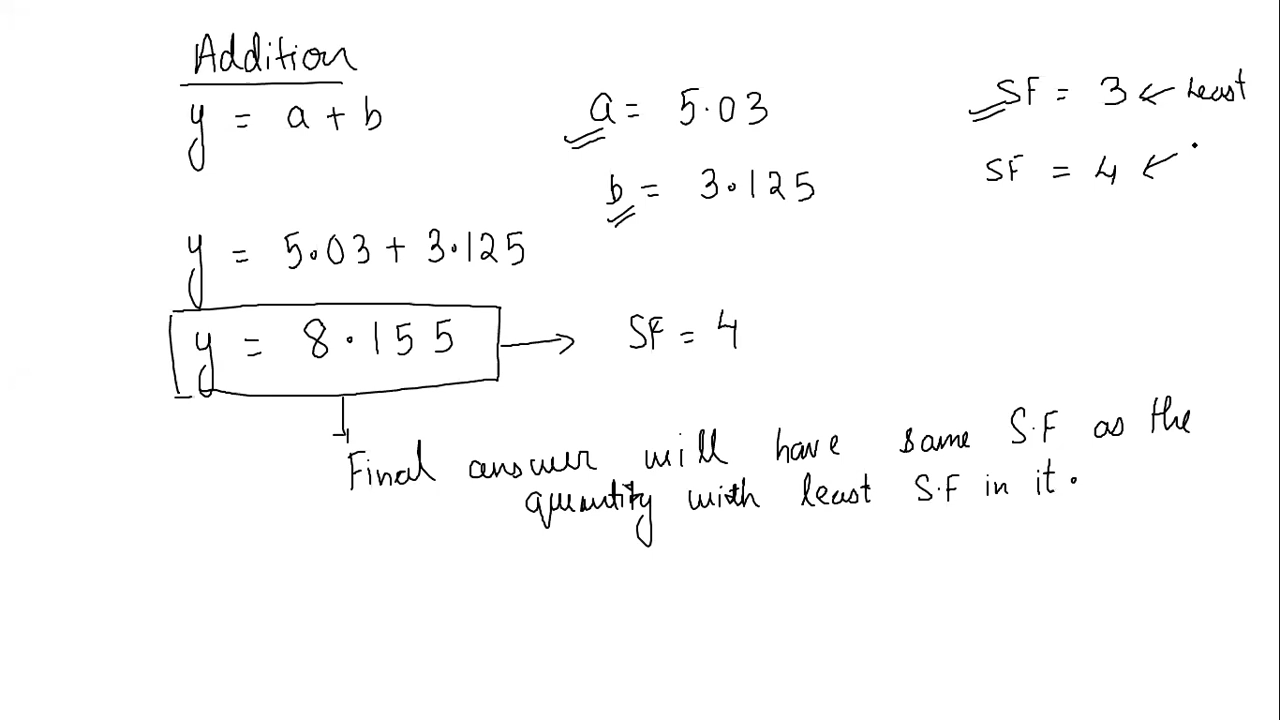 Addition
y = a + b
a = 5.03
SF = 3 ← least
b = 3.125
SF = 4 ←
y = 5.03 + 3.125
y = 8.155 → SF = 4
Final answer will have same S.F as the
quantity with least S.F in it.